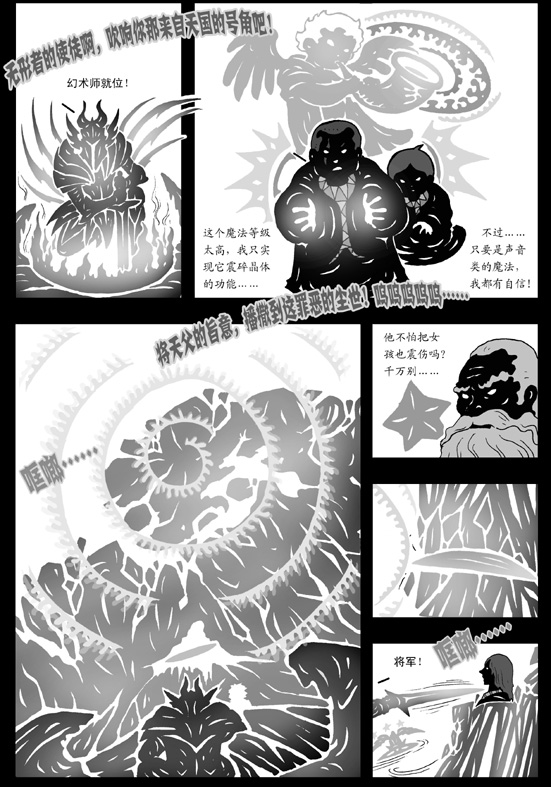 无形者的使徒啊，吹响你那来自天国的号角吧！
幻术师就位！
这个魔法等级
太高，我只实
现它震碎晶体
的功能……
不过……
只要是声音
类的魔法，
我都有自信！
将天父的旨意，播撒到这罪恶的尘世！呜呜呜呜呜……
他不怕把女
孩也震伤吗？
千万别……
哐啷……
哐啷……
将军！